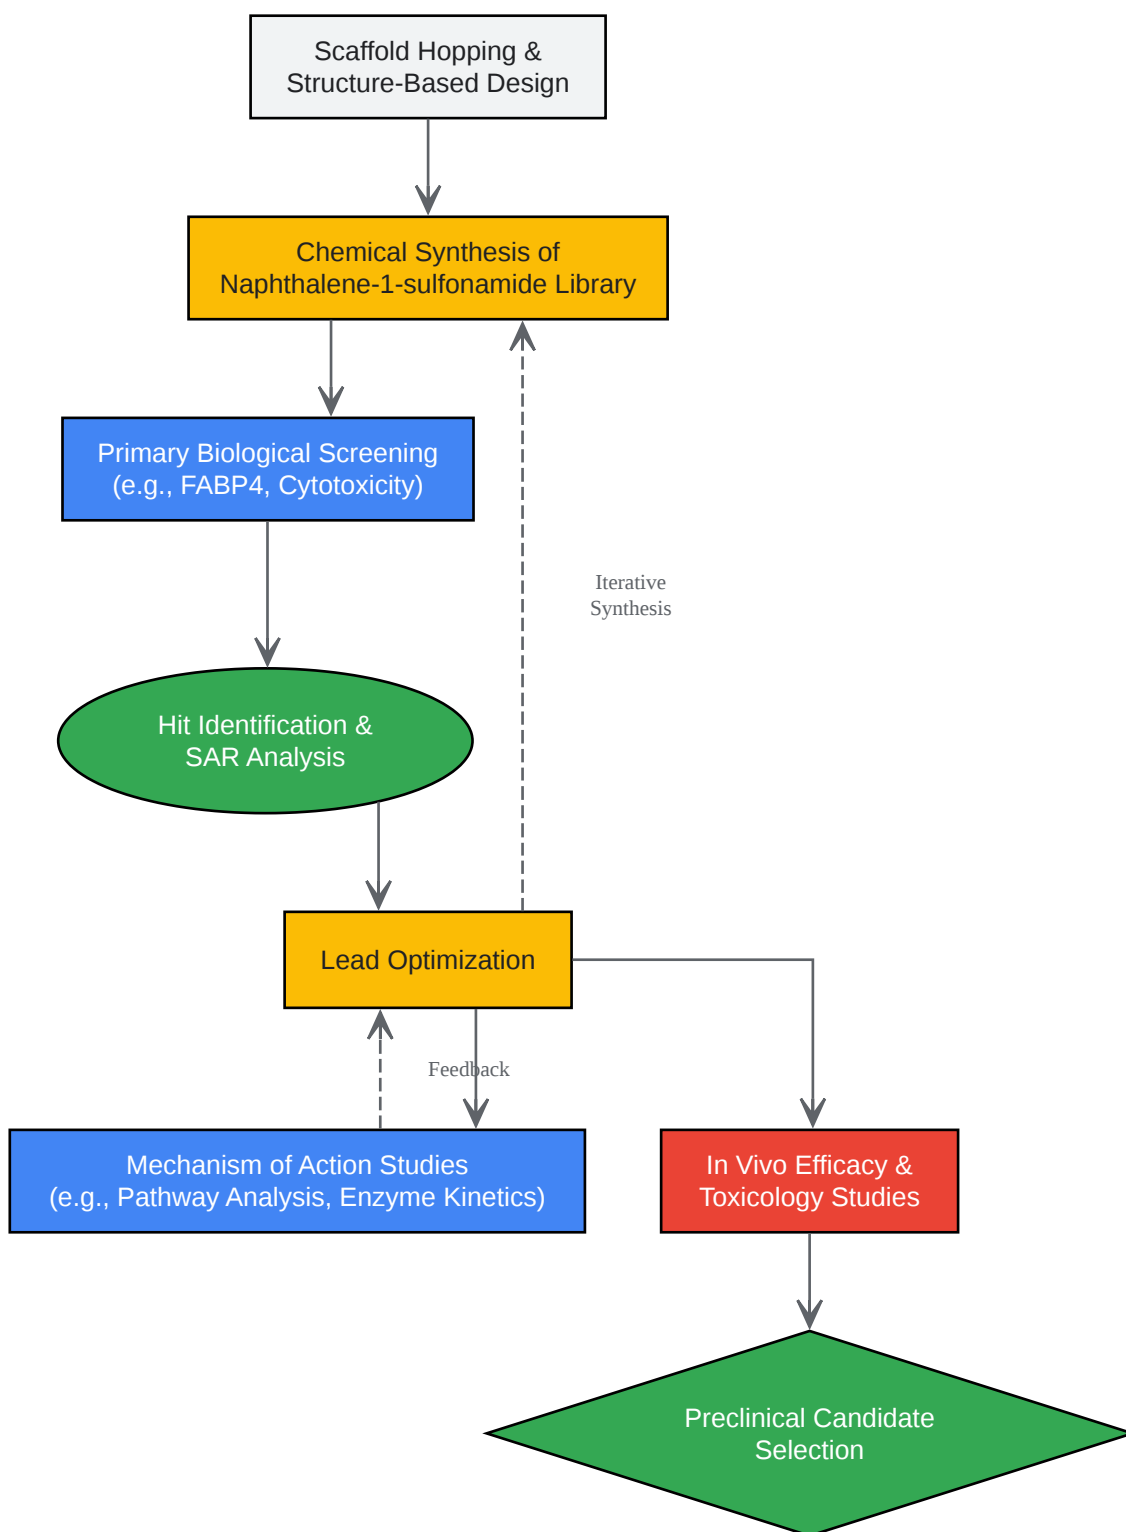 Scaffold Hopping &
Structure-Based Design
Chemical Synthesis of
Naphthalene-1-sulfonamide Library
Primary Biological Screening
(e.g., FABP4, Cytotoxicity)
Iterative
Synthesis
Hit Identification &
SAR Analysis
Lead Optimization
Feedback
Mechanism of Action Studies
(e.g., Pathway Analysis, Enzyme Kinetics)
In Vivo Efficacy &
Toxicology Studies
Preclinical Candidate
Selection